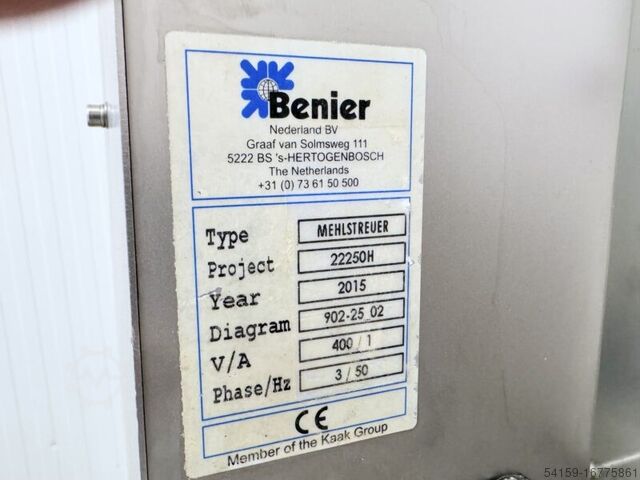 Benier
Nederland BV
Graaf van Solmsweg 111
5222 BS 's-HERTOGENBOSCH
The Netherlands
+31 (0) 73 61 50 500
Type MEHLSTREUER
Project 22250H
Year 2015
Diagram 902-25 02
V/A 400 / 1
Phase/Hz 3 / 50
CE
Member of the Kaak Group
54159-16775861